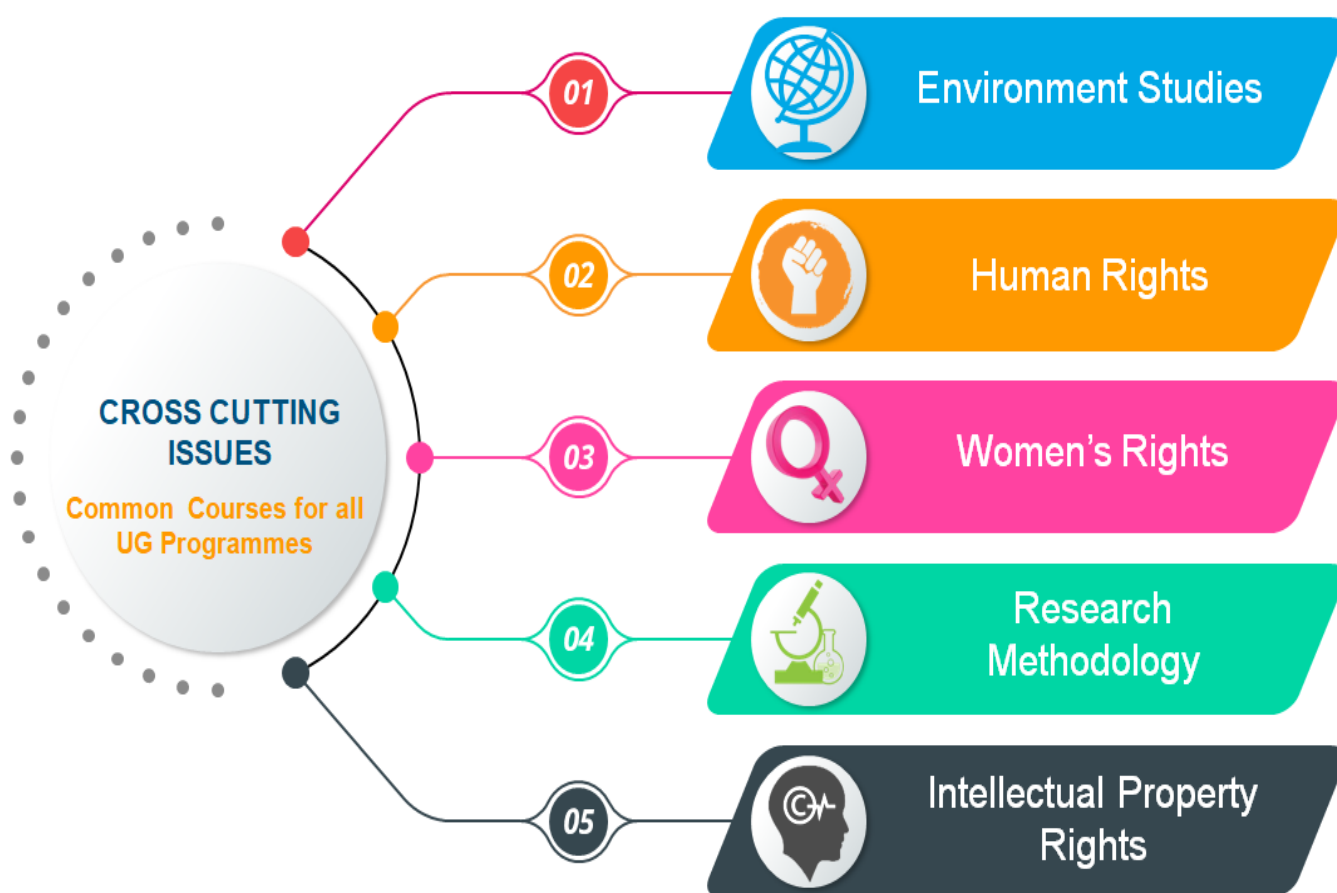 CROSS CUTTING
ISSUES
Common Courses for all
UG Programmes
01
Environment Studies
02
Human Rights
03
Women’s Rights
04
Research
Methodology
05
Intellectual Property
Rights
©